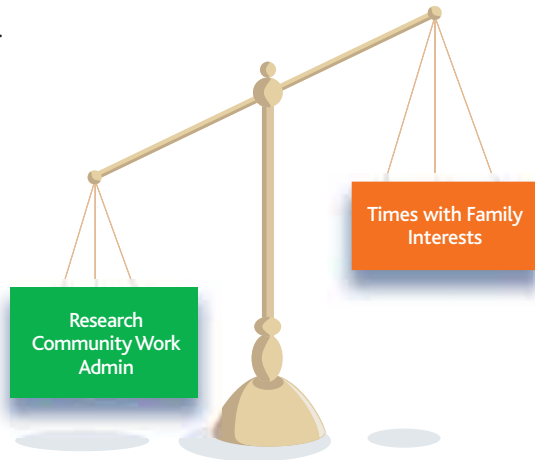 Times with Family
Interests
Research
Community Work
Admin